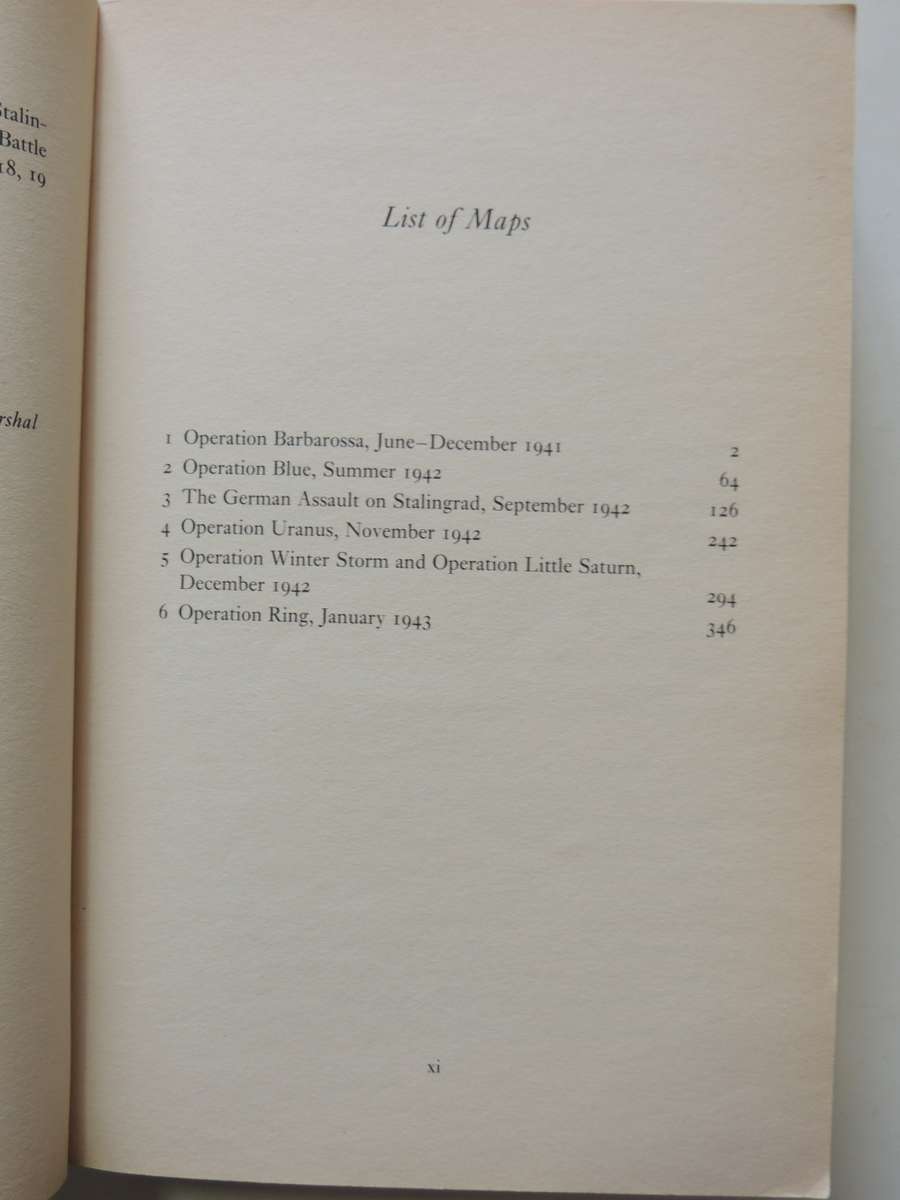 Stalin-
Battle
18, 19
rshal
List of Maps
1 Operation Barbarossa, June–December 1941 2
2 Operation Blue, Summer 1942 64
3 The German Assault on Stalingrad, September 1942 126
4 Operation Uranus, November 1942 242
5 Operation Winter Storm and Operation Little Saturn,
December 1942 294
6 Operation Ring, January 1943 346
xi